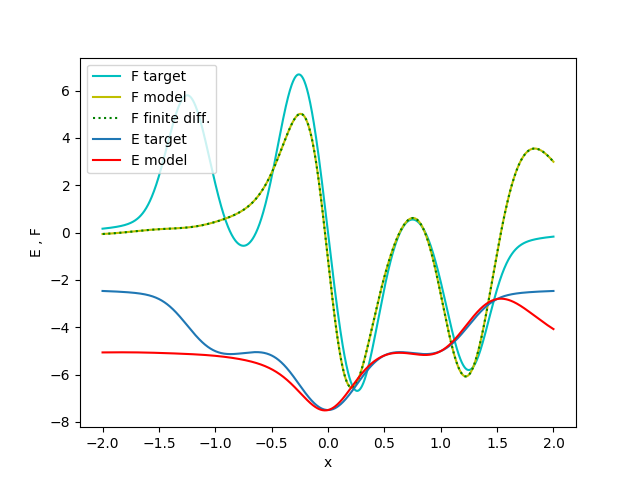 F target
F model
F finite diff.
E target
E model
6
4
2
0
−2
−4
−6
−8
E , F
−2.0 −1.5 −1.0 −0.5 0.0 0.5 1.0 1.5 2.0
x